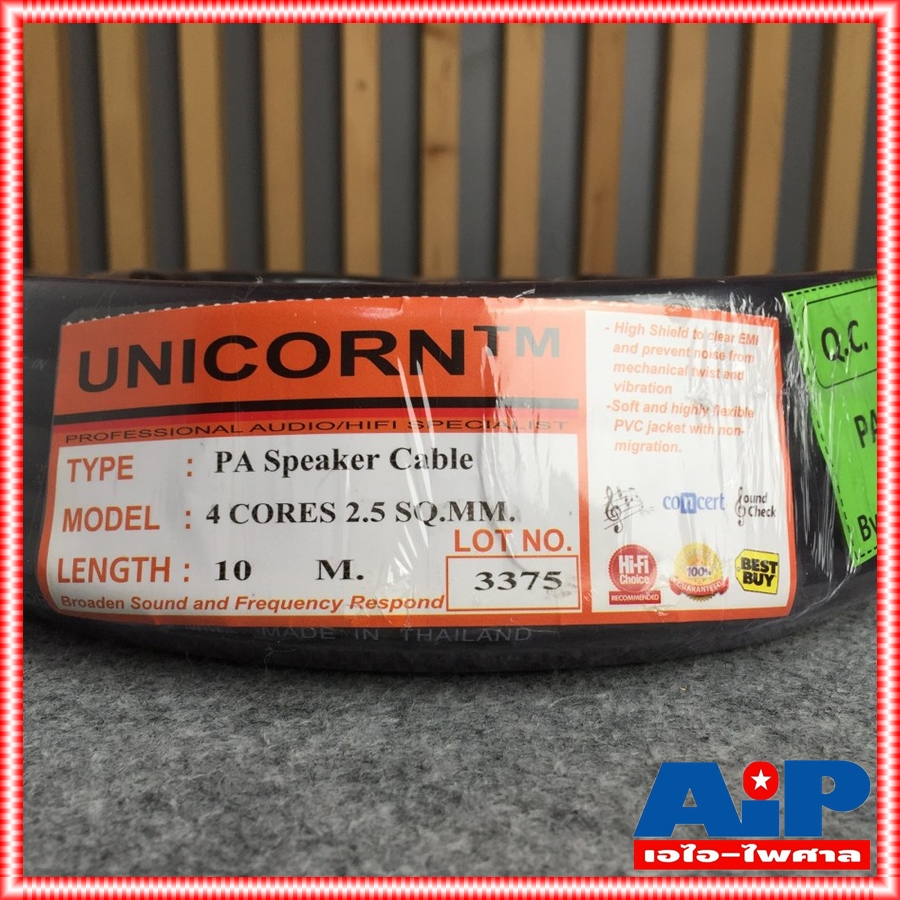 UNICORN™
PROFESSIONAL AUDIO/HIFI SPECIALIST
TYPE : PA Speaker Cable
MODEL : 4 CORES 2.5 SQ.MM.
LENGTH : 10 M.
LOT NO.
3375
Broaden Sound and Frequency Respond
MADE IN THAILAND
- High Shield to clear EMI
and prevent noise from
mechanical twist and
vibration
-Soft and highly flexible
PVC jacket with non-
migration.
concert
Sound
Check
Hi-Fi
Choice
RECOMMENDED
100%
GUARANTEED
BEST
BUY
Q.C.
PA
By
AiP
เอไอ-ไพศาล